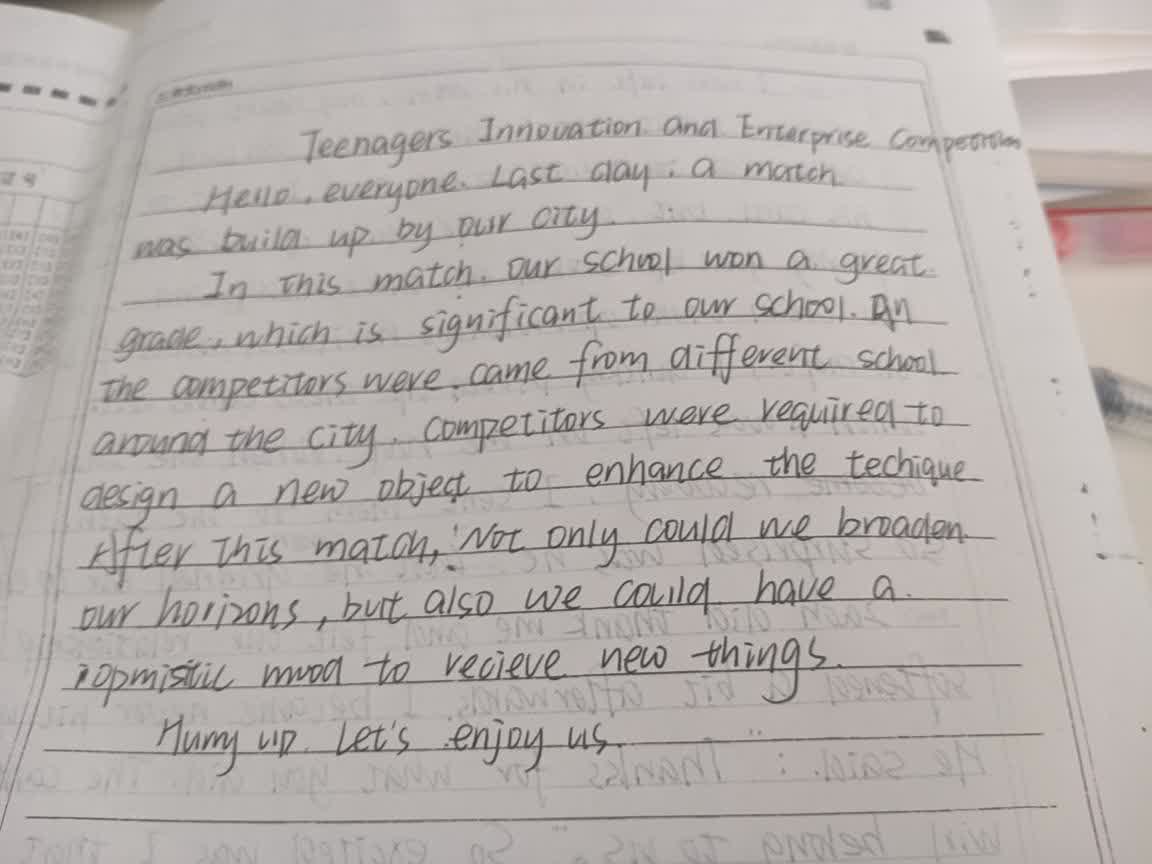 Teenagers Innovation and Enterprise Competition
Hello, everyone. Last day, a match
was build up by our city.
In this match, our school won a great
grade, which is significant to our school. An
the competitors were came from different school
around the city. Competitors were required to
design a new object to enhance the techique
After this match, Not only could we broaden
our horizons, but also we could have a
mood to recieve new things.
Hurry up. Let's enjoy us.